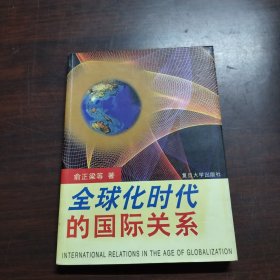 俞正梁等 著
复旦大学出版社
全球化时代
的国际关系
INTERNATIONAL RELATIONS IN THE AGE OF GLOBALIZATION